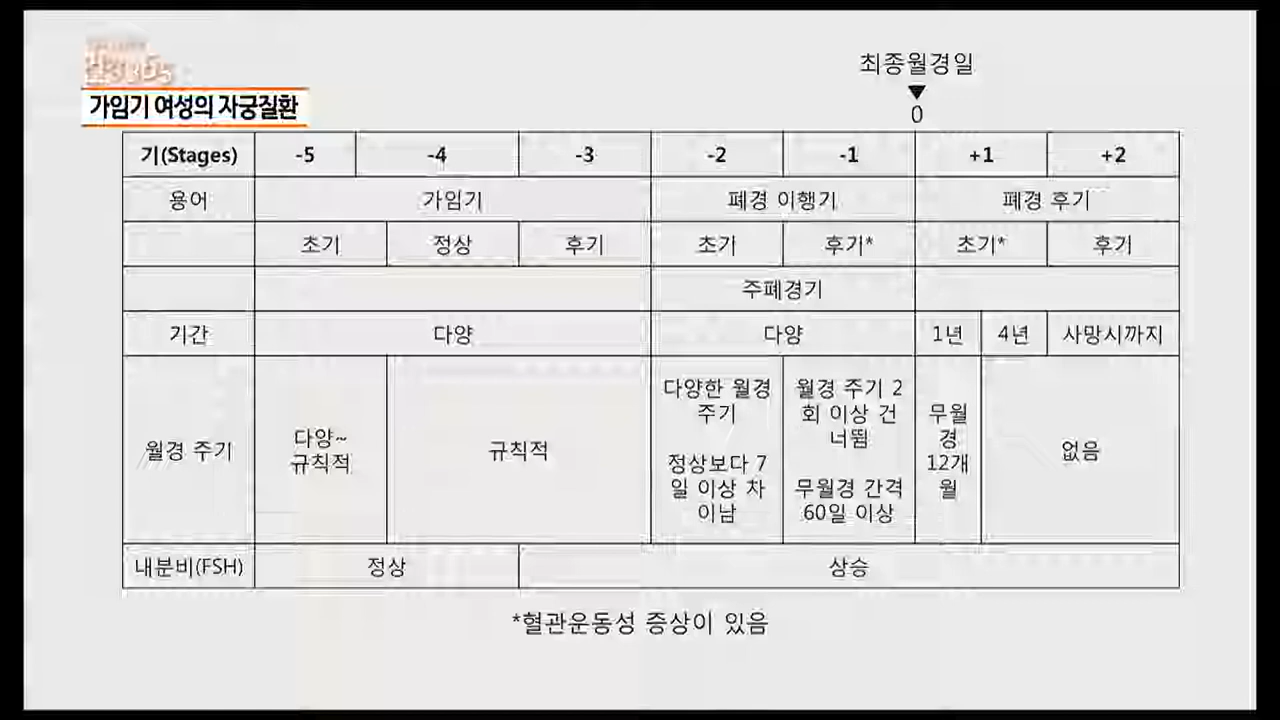 최종월경일
가임기 여성의 자궁질환
0
기(Stages) -5 -4 -3 -2 -1 +1 +2
용어 가임기 폐경 이행기 폐경 후기
초기 정상 후기 초기 후기* 초기* 후기
주폐경기
기간 다양 다양 1년 4년 사망시까지
월경 주기
다양~
규칙적
규칙적
다양한 월경
주기
정상보다 7
일 이상 차
이남
월경 주기 2
회 이상 건
너뜀
무월경 간격
60일 이상
무월
경
12개
월
없음
내분비(FSH) 정상 상승
*혈관운동성 증상이 있음